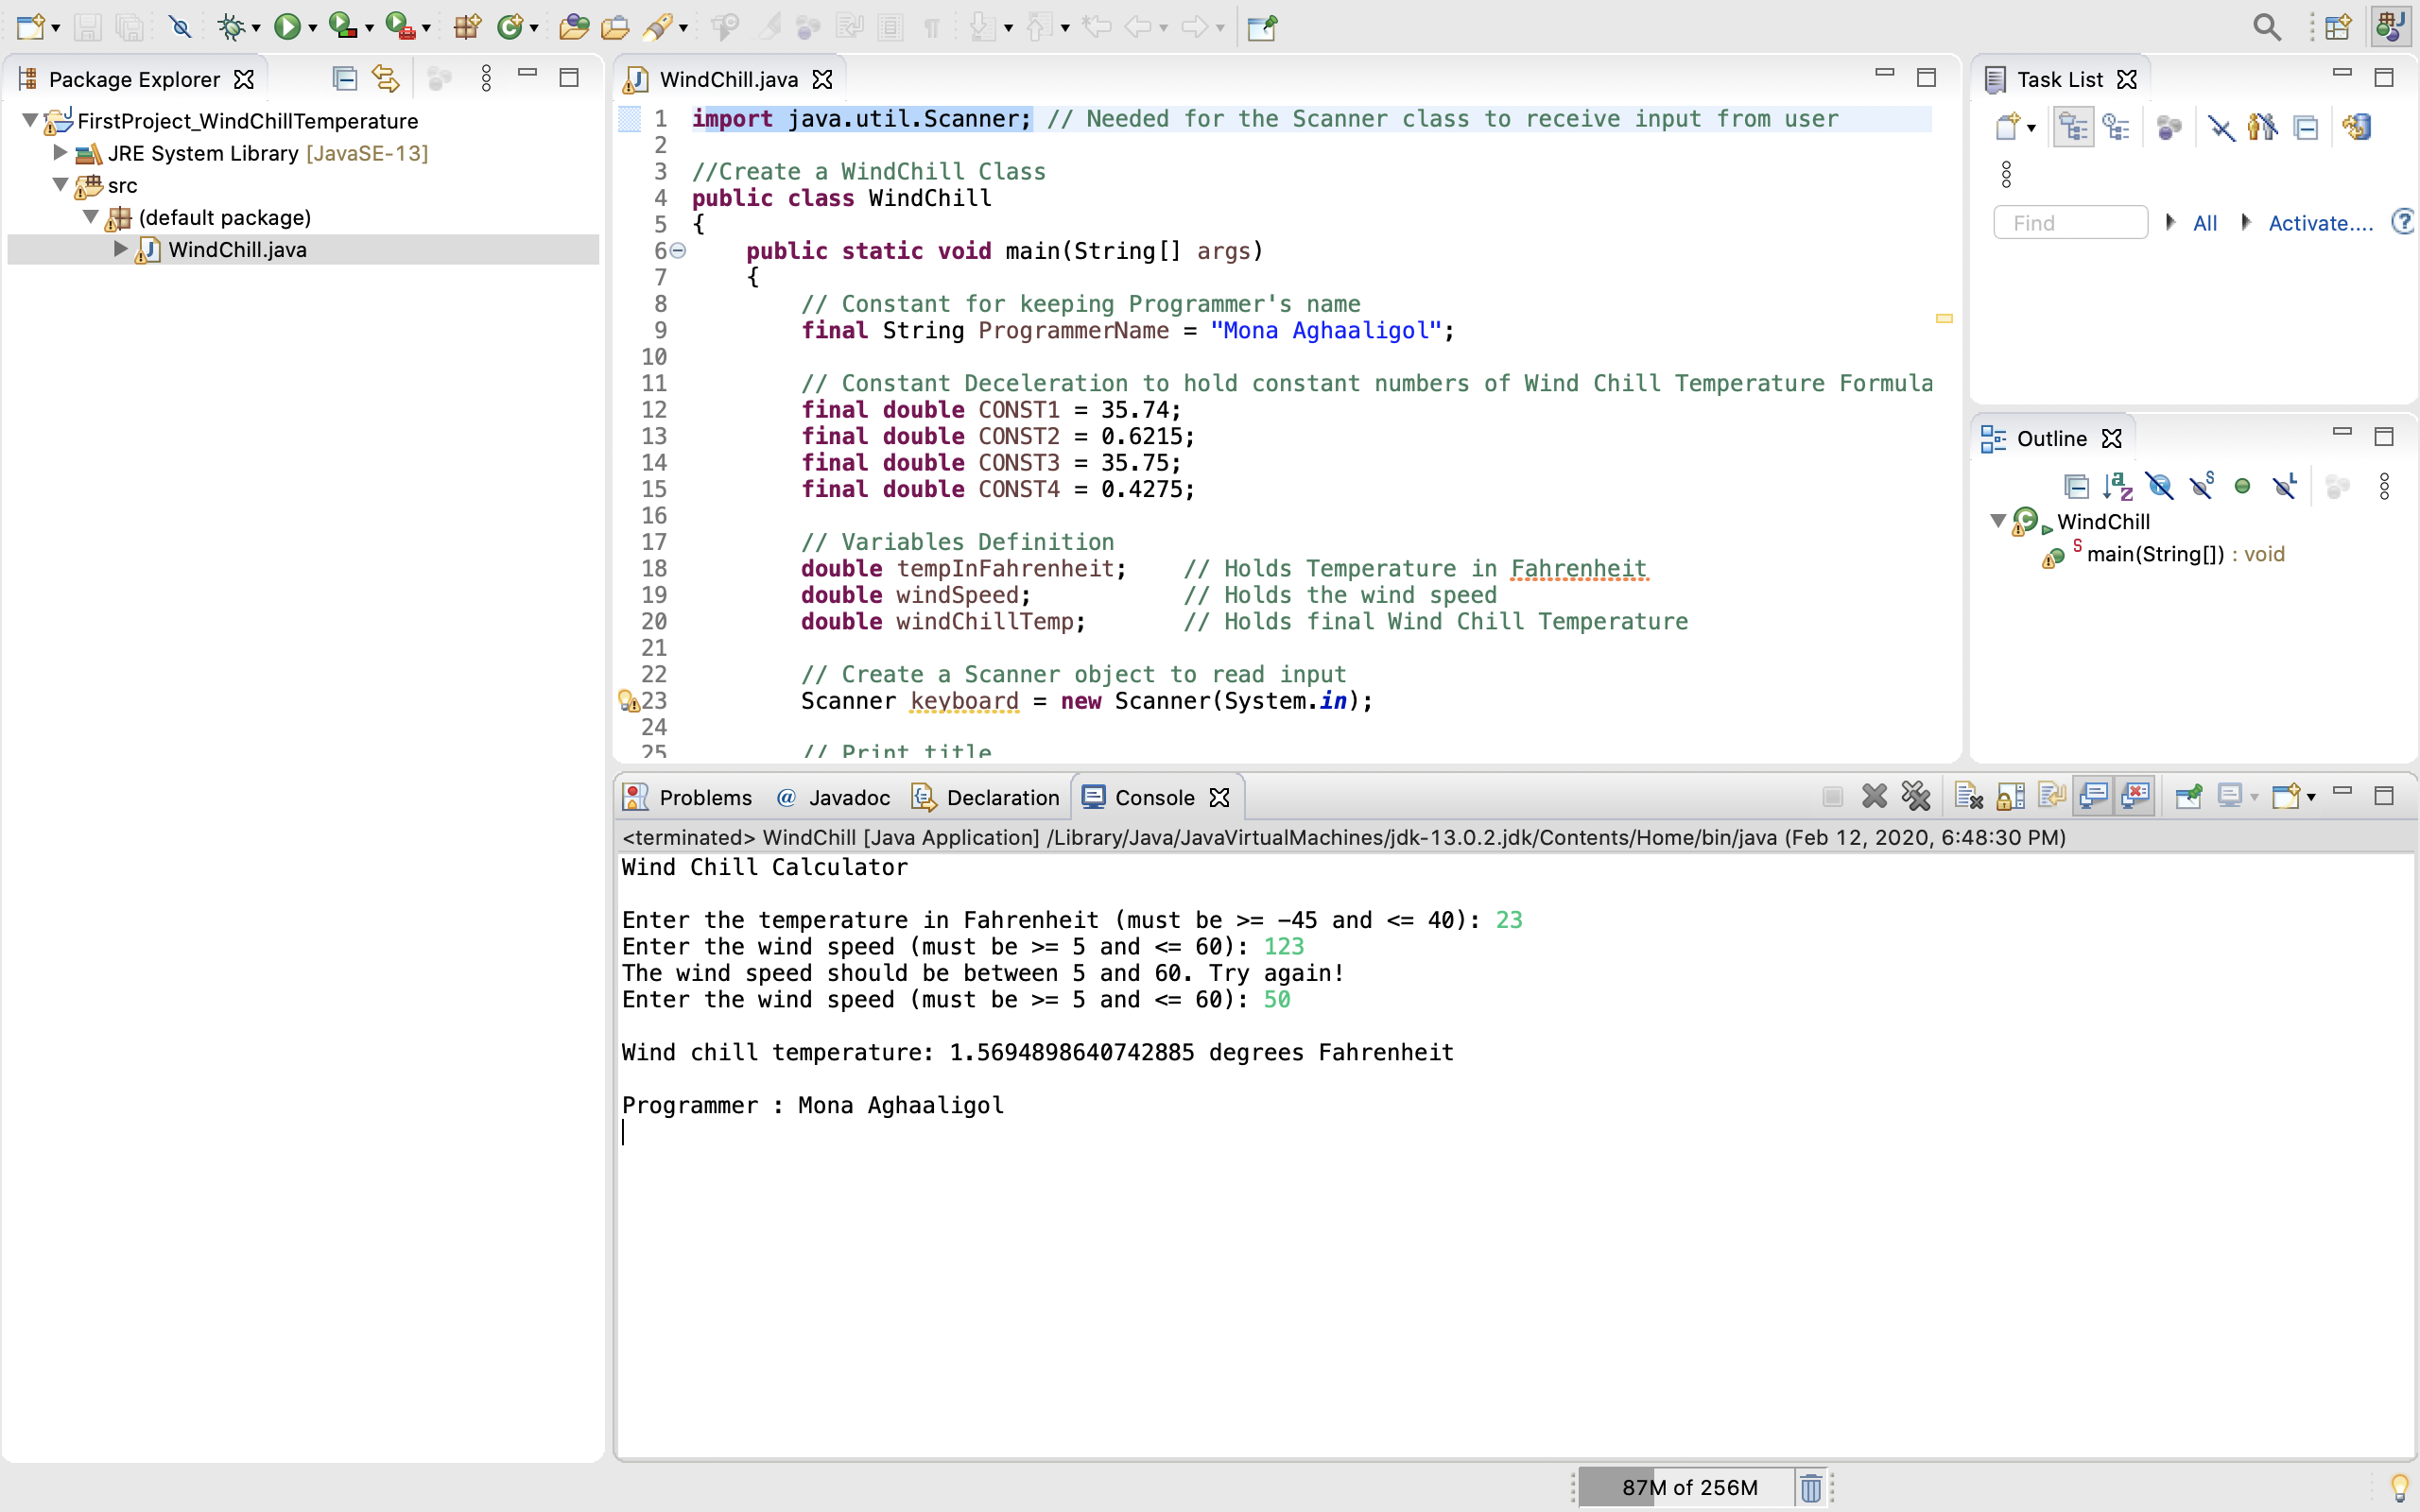 Package Explorer
FirstProject_WindChillTemperature
JRE System Library [JavaSE-13]
src
(default package)
WindChill.java
WindChill.java
1 import java.util.Scanner; // Needed for the Scanner class to receive input from user
2
3 //Create a WindChill Class
4 public class WindChill
5 {
6 public static void main(String[] args)
7 {
8 // Constant for keeping Programmer's name
9 final String ProgrammerName = "Mona Aghaaligol";
10
11 // Constant Deceleration to hold constant numbers of Wind Chill Temperature Formula
12 final double CONST1 = 35.74;
13 final double CONST2 = 0.6215;
14 final double CONST3 = 35.75;
15 final double CONST4 = 0.4275;
16
17 // Variables Definition
18 double tempInFahrenheit; // Holds Temperature in Fahrenheit
19 double windSpeed; // Holds the wind speed
20 double windChillTemp; // Holds final Wind Chill Temperature
21
22 // Create a Scanner object to read input
23 Scanner keyboard = new Scanner(System.in);
24
25 // Print title
Task List
Find All Activate....
Outline
WindChill
main(String[]) : void
Problems @ Javadoc Declaration Console
<terminated> WindChill [Java Application] /Library/Java/JavaVirtualMachines/jdk-13.0.2.jdk/Contents/Home/bin/java (Feb 12, 2020, 6:48:30 PM)
Wind Chill Calculator
Enter the temperature in Fahrenheit (must be >= -45 and <= 40): 23
Enter the wind speed (must be >= 5 and <= 60): 123
The wind speed should be between 5 and 60. Try again!
Enter the wind speed (must be >= 5 and <= 60): 50
Wind chill temperature: 1.5694898640742885 degrees Fahrenheit
Programmer : Mona Aghaaligol
87M of 256M